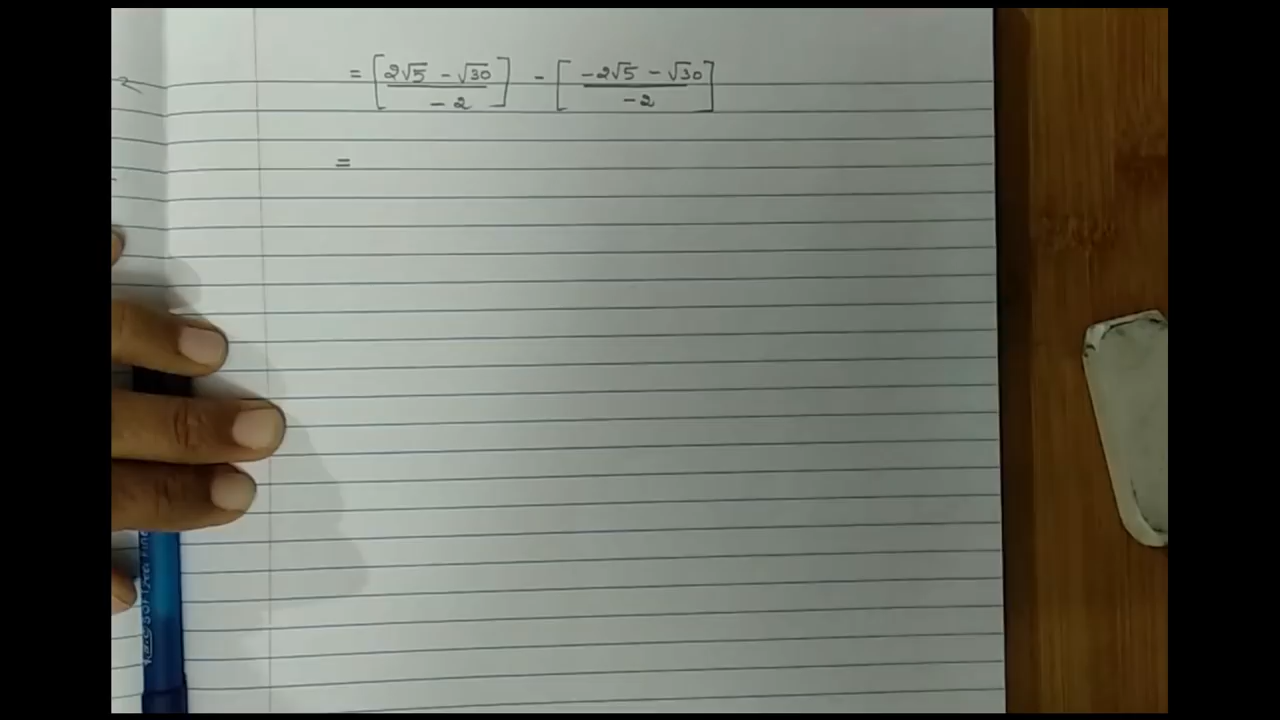 = [ (2√5 - √30) / -2 ] - [ (-2√5 - √30) / -2 ]
=